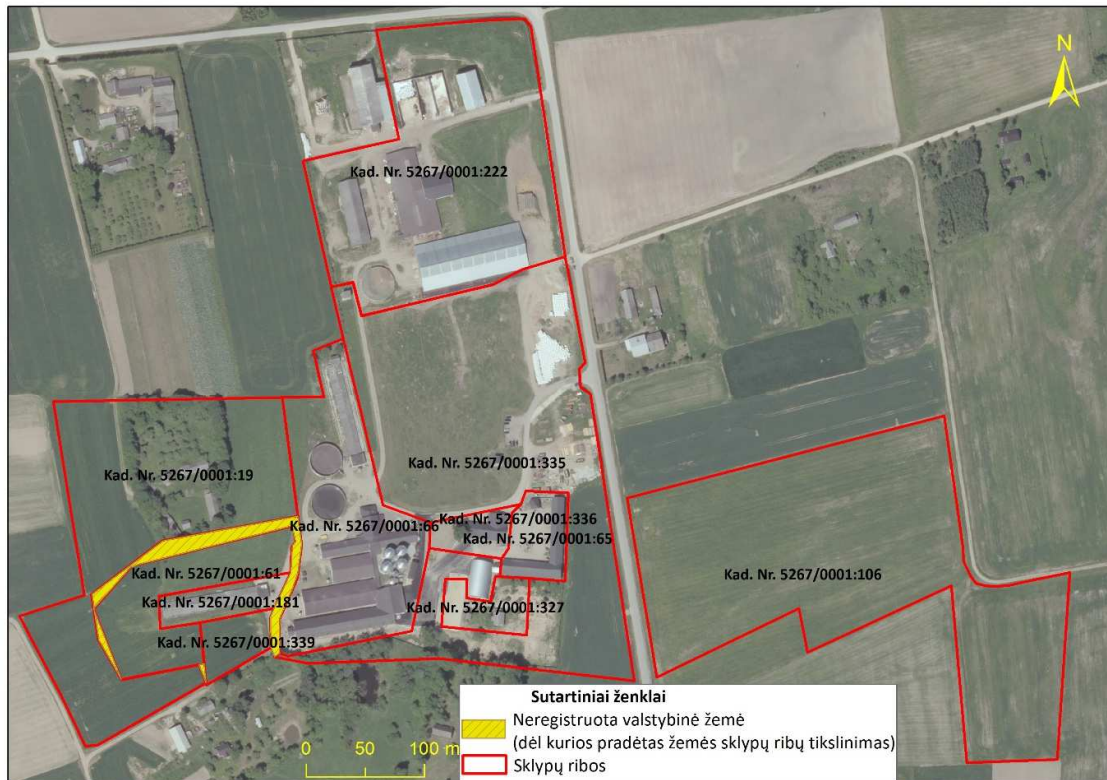 N
Kad. Nr. 5267/0001:222
Kad. Nr. 5267/0001:19
Kad. Nr. 5267/0001:335
Kad. Nr. 5267/0001:336
Kad. Nr. 5267/0001:66
Kad. Nr. 5267/0001:65
Kad. Nr. 5267/0001:61
Kad. Nr. 5267/0001:106
Kad. Nr. 5267/0001:181
Kad. Nr. 5267/0001:327
Kad. Nr. 5267/0001:339
Sutartiniai ženklai
Neregistruota valstybinė žemė
(dėl kurios pradėtas žemės sklypų ribų tikslinimas)
Sklypų ribos
0 50 100 m